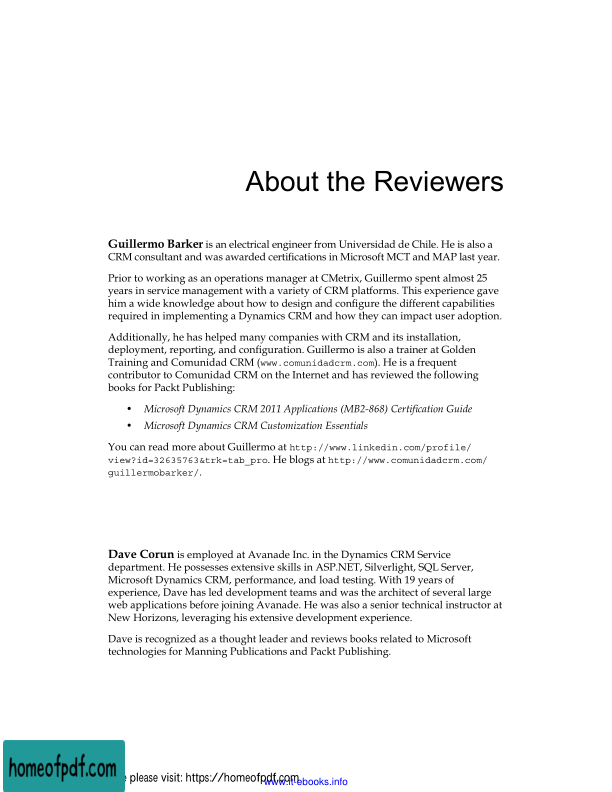 About the Reviewers
Guillermo Barker is an electrical engineer from Universidad de Chile. He is also a
CRM consultant and was awarded certifications in Microsoft MCT and MAP last year.
Prior to working as an operations manager at CMetrix, Guillermo spent almost 25
years in service management with a variety of CRM platforms. This experience gave
him a wide knowledge about how to design and configure the different capabilities
required in implementing a Dynamics CRM and how they can impact user adoption.
Additionally, he has helped many companies with CRM and its installation,
deployment, reporting, and configuration. Guillermo is also a trainer at Golden
Training and Comunidad CRM (www.comunidadcrm.com). He is a frequent
contributor to Comunidad CRM on the Internet and has reviewed the following
books for Packt Publishing:
• Microsoft Dynamics CRM 2011 Applications (MB2-868) Certification Guide
• Microsoft Dynamics CRM Customization Essentials
You can read more about Guillermo at http://www.linkedin.com/profile/
view?id=32635763&trk=tab_pro. He blogs at http://www.comunidadcrm.com/
guillermobarker/.
Dave Corun is employed at Avanade Inc. in the Dynamics CRM Service
department. He possesses extensive skills in ASP.NET, Silverlight, SQL Server,
Microsoft Dynamics CRM, performance, and load testing. With 19 years of
experience, Dave has led development teams and was the architect of several large
web applications before joining Avanade. He was also a senior technical instructor at
New Horizons, leveraging his extensive development experience.
Dave is recognized as a thought leader and reviews books related to Microsoft
technologies for Manning Publications and Packt Publishing.
homeofpdf.com
please visit: https://homeofpdf.com
www.it-ebooks.info